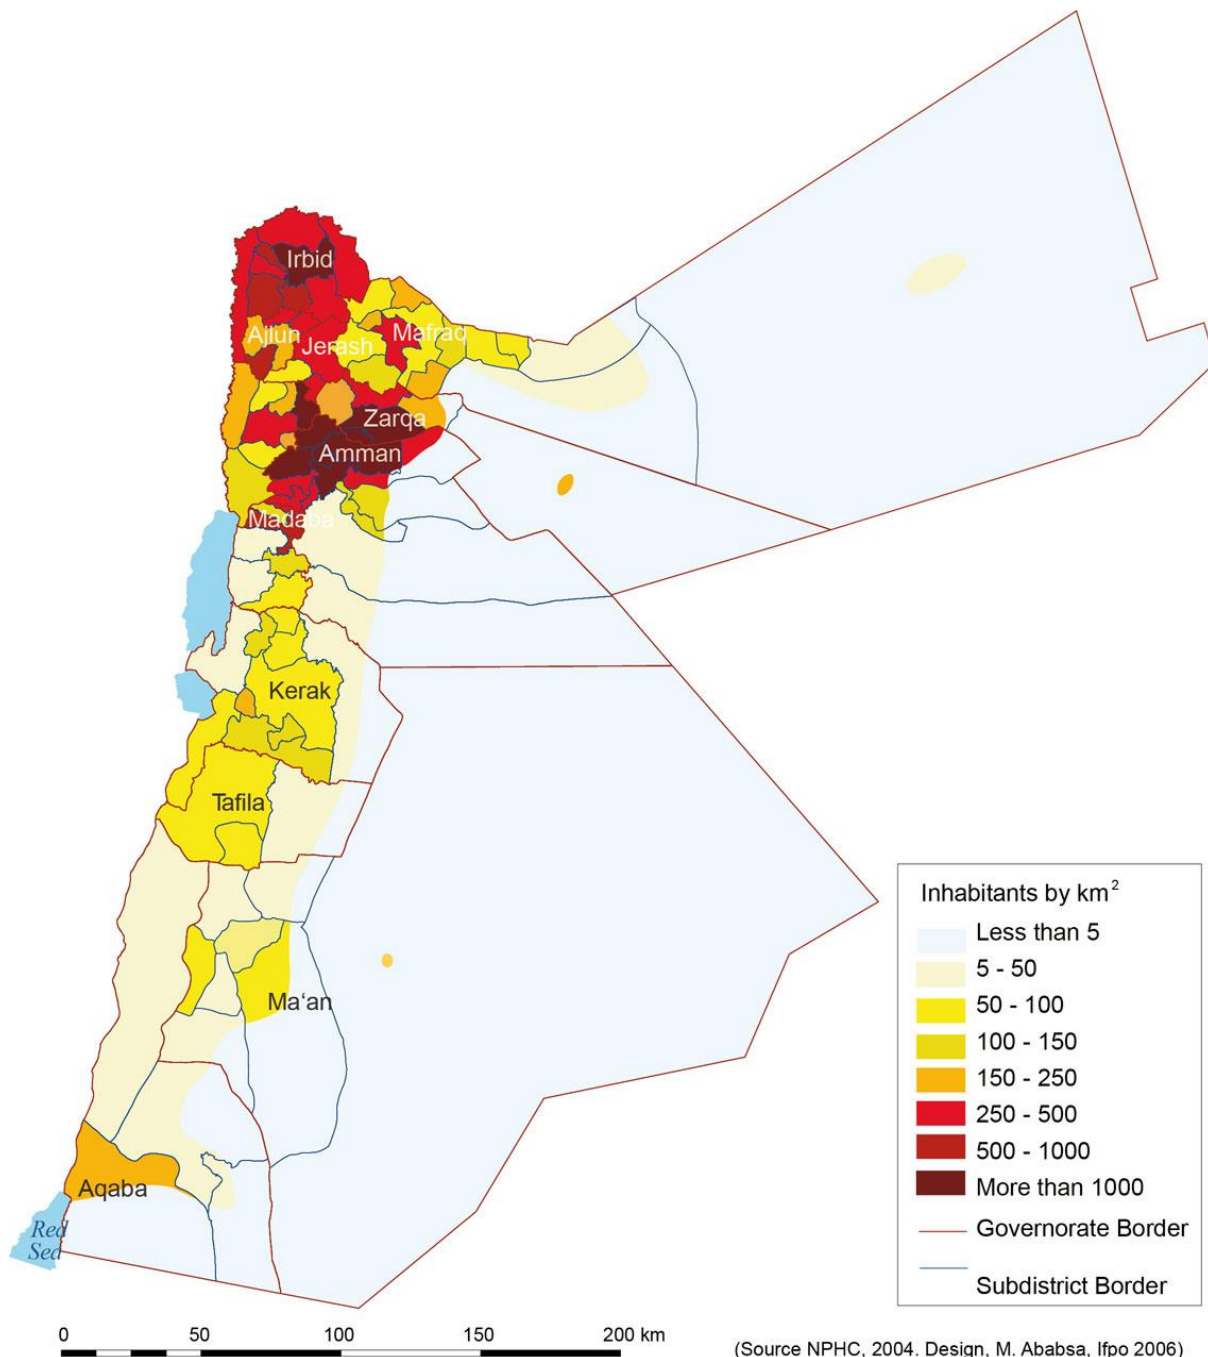 Irbid
Ajlun
Jerash
Mafraq
Zarqa
Amman
Madaba
Kerak
Tafila
Ma‘an
Aqaba
Red
Sea
Inhabitants by km²
Less than 5
5 - 50
50 - 100
100 - 150
150 - 250
250 - 500
500 - 1000
More than 1000
Governorate Border
Subdistrict Border
0 50 100 150 200 km
(Source NPHC, 2004. Design, M. Ababsa, Ifpo 2006)